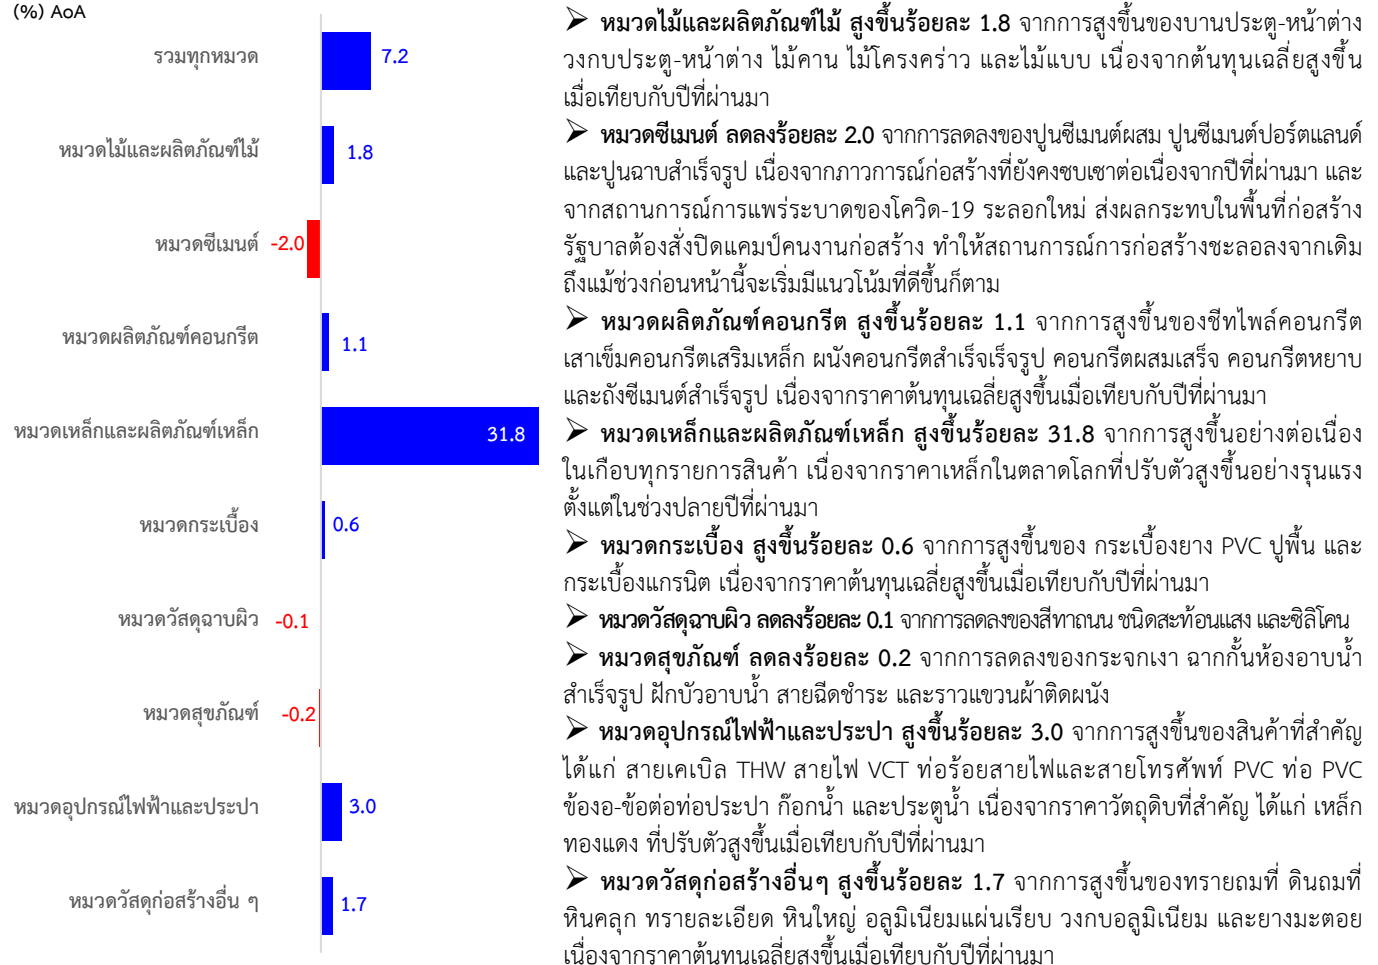 (%) AoA
รวมทุกหมวด
7.2
หมวดไม้และผลิตภัณฑ์ไม้
1.8
หมวดซีเมนต์
-2.0
หมวดผลิตภัณฑ์คอนกรีต
1.1
หมวดเหล็กและผลิตภัณฑ์เหล็ก
31.8
หมวดกระเบื้อง
0.6
หมวดวัสดุฉาบผิว
-0.1
หมวดสุขภัณฑ์
-0.2
หมวดอุปกรณ์ไฟฟ้าและประปา
3.0
หมวดวัสดุก่อสร้างอื่น ๆ
1.7
➢ หมวดไม้และผลิตภัณฑ์ไม้ สูงขึ้นร้อยละ 1.8 จากการสูงขึ้นของบานประตู-หน้าต่าง
วงกบประตู-หน้าต่าง ไม้คาน ไม้โครงคร่าว และไม้แบบ เนื่องจากต้นทุนเฉลี่ยสูงขึ้น
เมื่อเทียบกับปีที่ผ่านมา
➢ หมวดซีเมนต์ ลดลงร้อยละ 2.0 จากการลดลงของปูนซีเมนต์ผสม ปูนซีเมนต์ปอร์ตแลนด์
และปูนฉาบสำเร็จรูป เนื่องจากภาวการณ์ก่อสร้างที่ยังคงซบเซาต่อเนื่องจากปีที่ผ่านมา และ
จากสถานการณ์การแพร่ระบาดของโควิด-19 ระลอกใหม่ ส่งผลกระทบในพื้นที่ก่อสร้าง
รัฐบาลต้องสั่งปิดแคมป์คนงานก่อสร้าง ทำให้สถานการณ์การก่อสร้างชะลอลงจากเดิม
ถึงแม้ช่วงก่อนหน้านี้จะเริ่มมีแนวโน้มที่ดีขึ้นก็ตาม
➢ หมวดผลิตภัณฑ์คอนกรีต สูงขึ้นร้อยละ 1.1 จากการสูงขึ้นของชีทไพล์คอนกรีต
เสาเข็มคอนกรีตเสริมเหล็ก ผนังคอนกรีตสำเร็จเร็จรูป คอนกรีตผสมเสร็จ คอนกรีตหยาบ
และถังซีเมนต์สำเร็จรูป เนื่องจากราคาต้นทุนเฉลี่ยสูงขึ้นเมื่อเทียบกับปีที่ผ่านมา
➢ หมวดเหล็กและผลิตภัณฑ์เหล็ก สูงขึ้นร้อยละ 31.8 จากการสูงขึ้นอย่างต่อเนื่อง
ในเกือบทุกรายการสินค้า เนื่องจากราคาเหล็กในตลาดโลกที่ปรับตัวสูงขึ้นอย่างรุนแรง
ตั้งแต่ในช่วงปลายปีที่ผ่านมา
➢ หมวดกระเบื้อง สูงขึ้นร้อยละ 0.6 จากการสูงขึ้นของ กระเบื้องยาง PVC ปูพื้น และ
กระเบื้องแกรนิต เนื่องจากราคาต้นทุนเฉลี่ยสูงขึ้นเมื่อเทียบกับปีที่ผ่านมา
➢ หมวดวัสดุฉาบผิว ลดลงร้อยละ 0.1 จากการลดลงของสีทาถนน ชนิดสะท้อนแสง และซิลิโคน
➢ หมวดสุขภัณฑ์ ลดลงร้อยละ 0.2 จากการลดลงของกระจกเงา ฉากกั้นห้องอาบน้ำ
สำเร็จรูป ฝักบัวอาบน้ำ สายฉีดชำระ และราวแขวนผ้าติดผนัง
➢ หมวดอุปกรณ์ไฟฟ้าและประปา สูงขึ้นร้อยละ 3.0 จากการสูงขึ้นของสินค้าที่สำคัญ
ได้แก่ สายเคเบิล THW สายไฟ VCT ท่อร้อยสายไฟและสายโทรศัพท์ PVC ท่อ PVC
ข้องอ-ข้อต่อท่อประปา ก๊อกน้ำ และประตูน้ำ เนื่องจากราคาวัตถุดิบที่สำคัญ ได้แก่ เหล็ก
ทองแดง ที่ปรับตัวสูงขึ้นเมื่อเทียบกับปีที่ผ่านมา
➢ หมวดวัสดุก่อสร้างอื่นๆ สูงขึ้นร้อยละ 1.7 จากการสูงขึ้นของทรายถมที่ ดินถมที่
หินคลุก ทรายละเอียด หินใหญ่ อลูมิเนียมแผ่นเรียบ วงกบอลูมิเนียม และยางมะตอย
เนื่องจากราคาต้นทุนเฉลี่ยสูงขึ้นเมื่อเทียบกับปีที่ผ่านมา